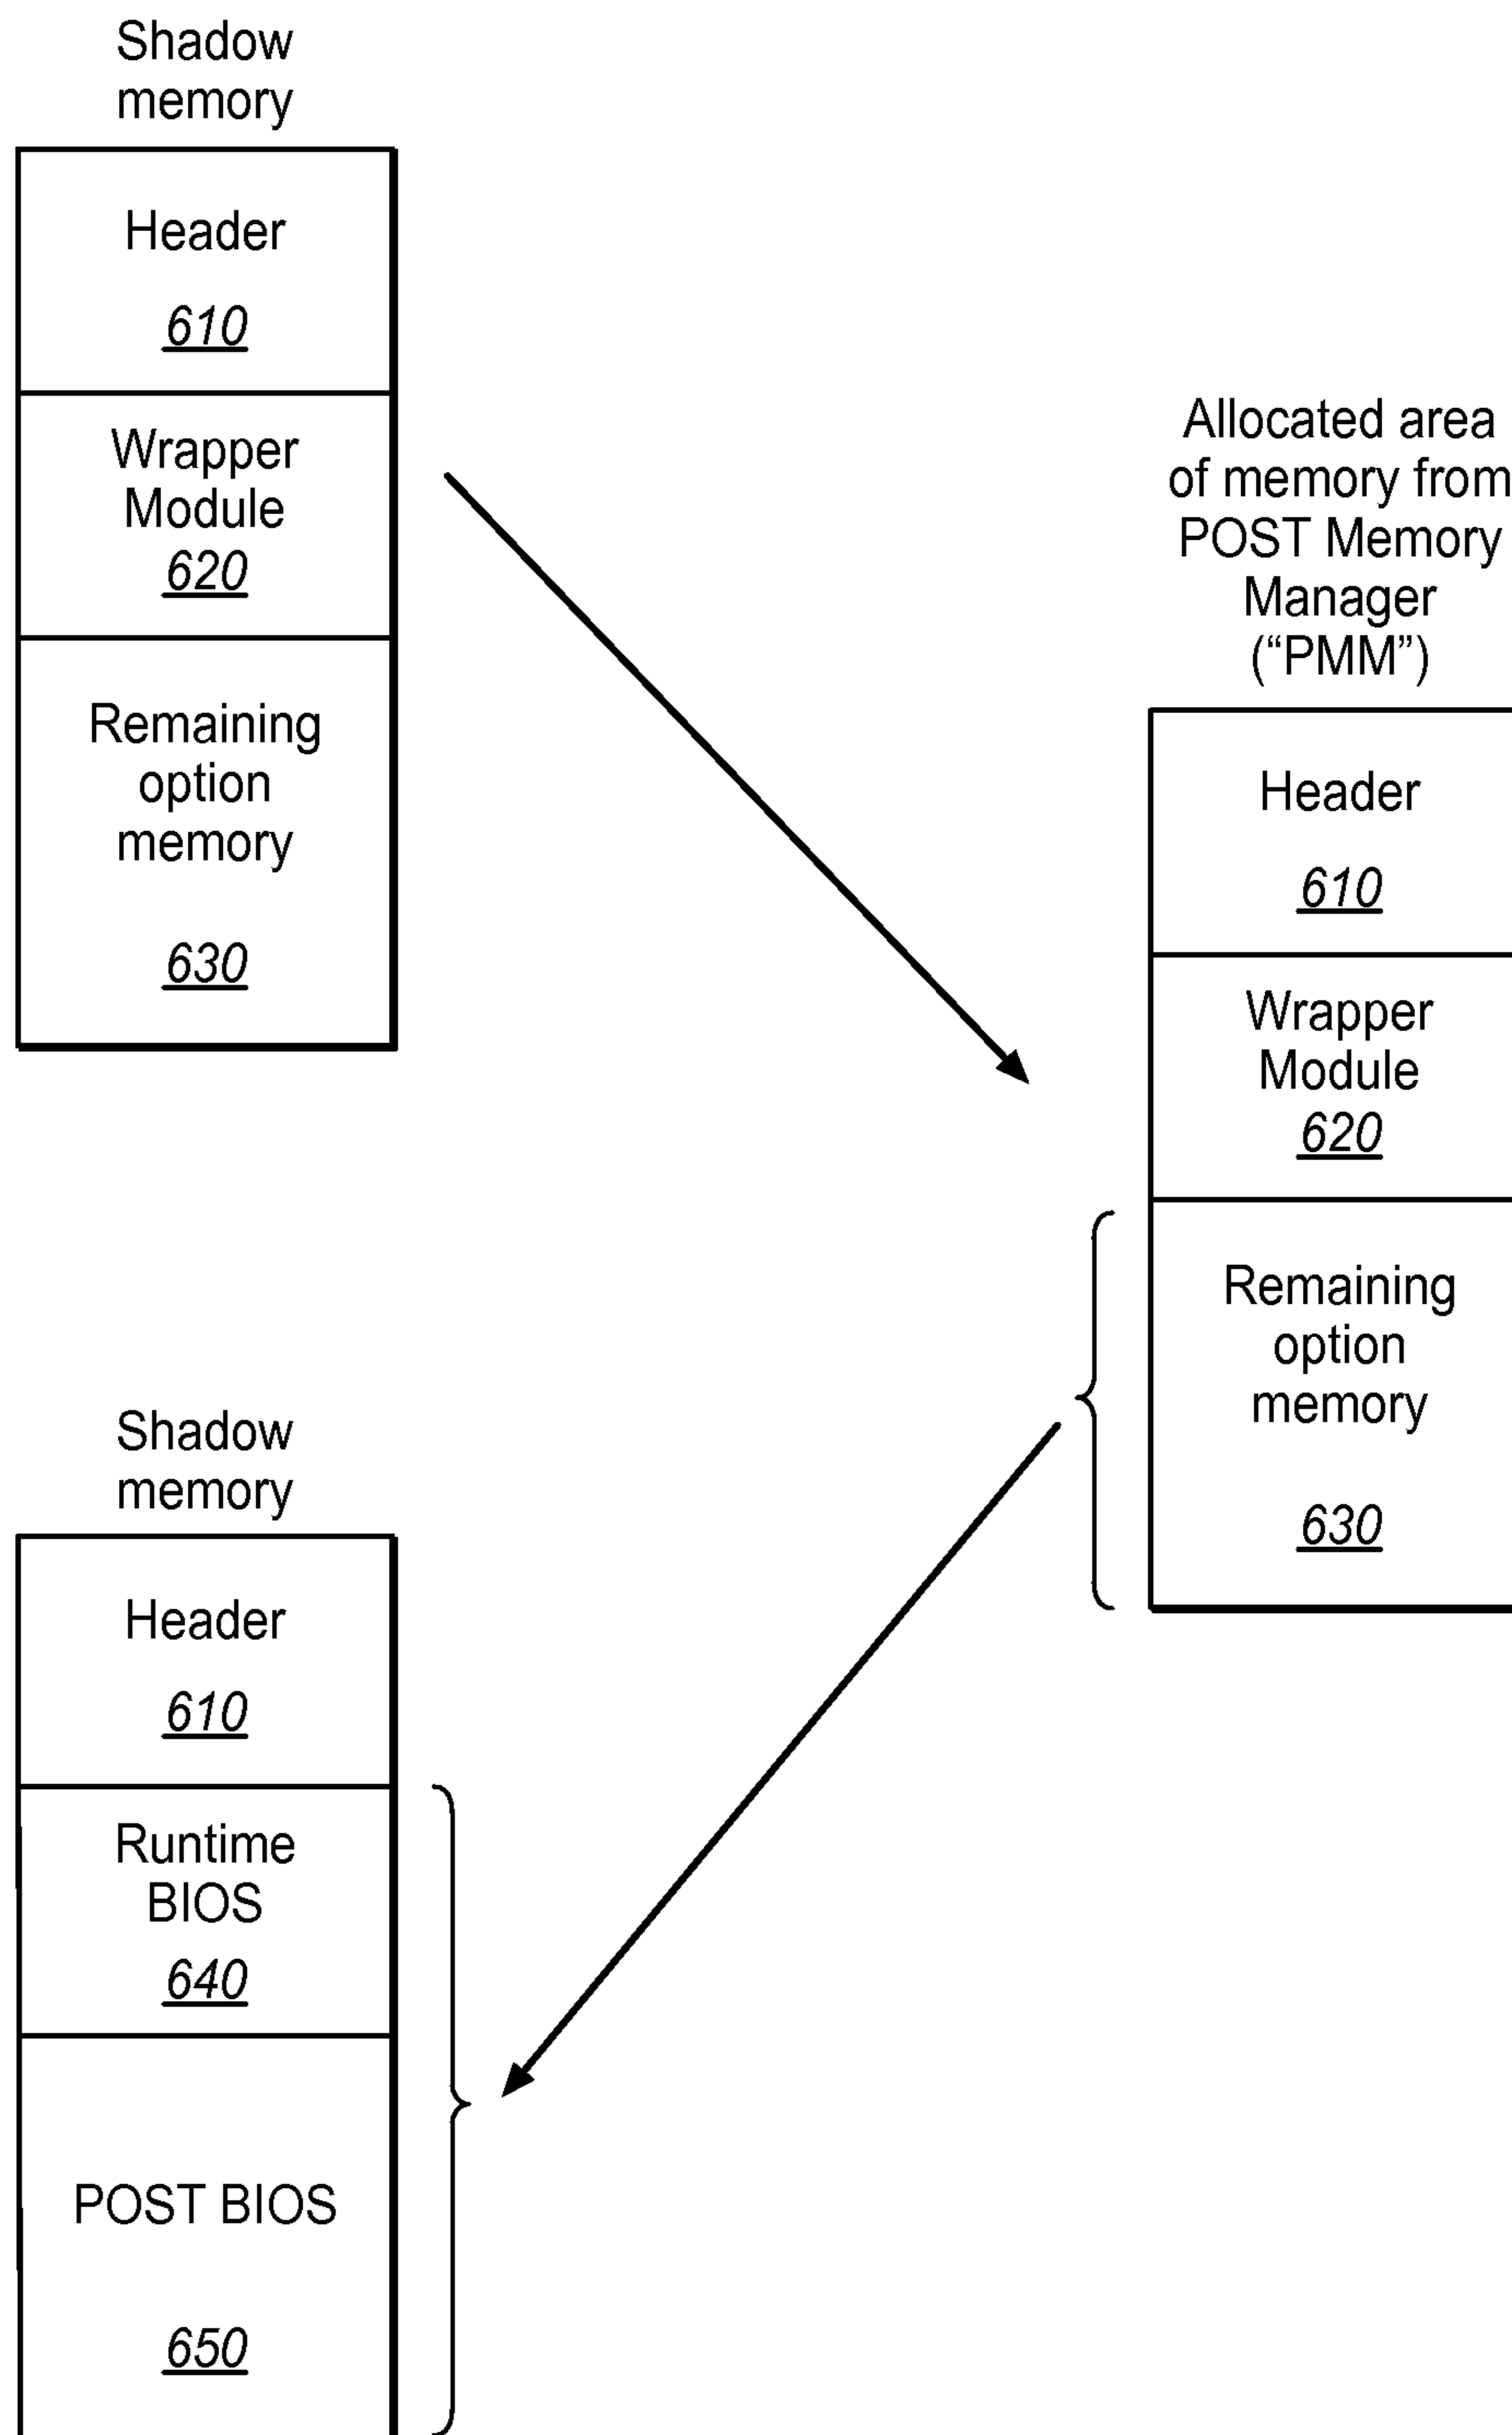 Shadow
memory
Header
610
Wrapper
Module
620
Remaining
option
memory
630
Allocated area
of memory from
POST Memory
Manager
(“PMM”)
Header
610
Wrapper
Module
620
Remaining
option
memory
630
Shadow
memory
Header
610
Runtime
BIOS
640
POST BIOS
650